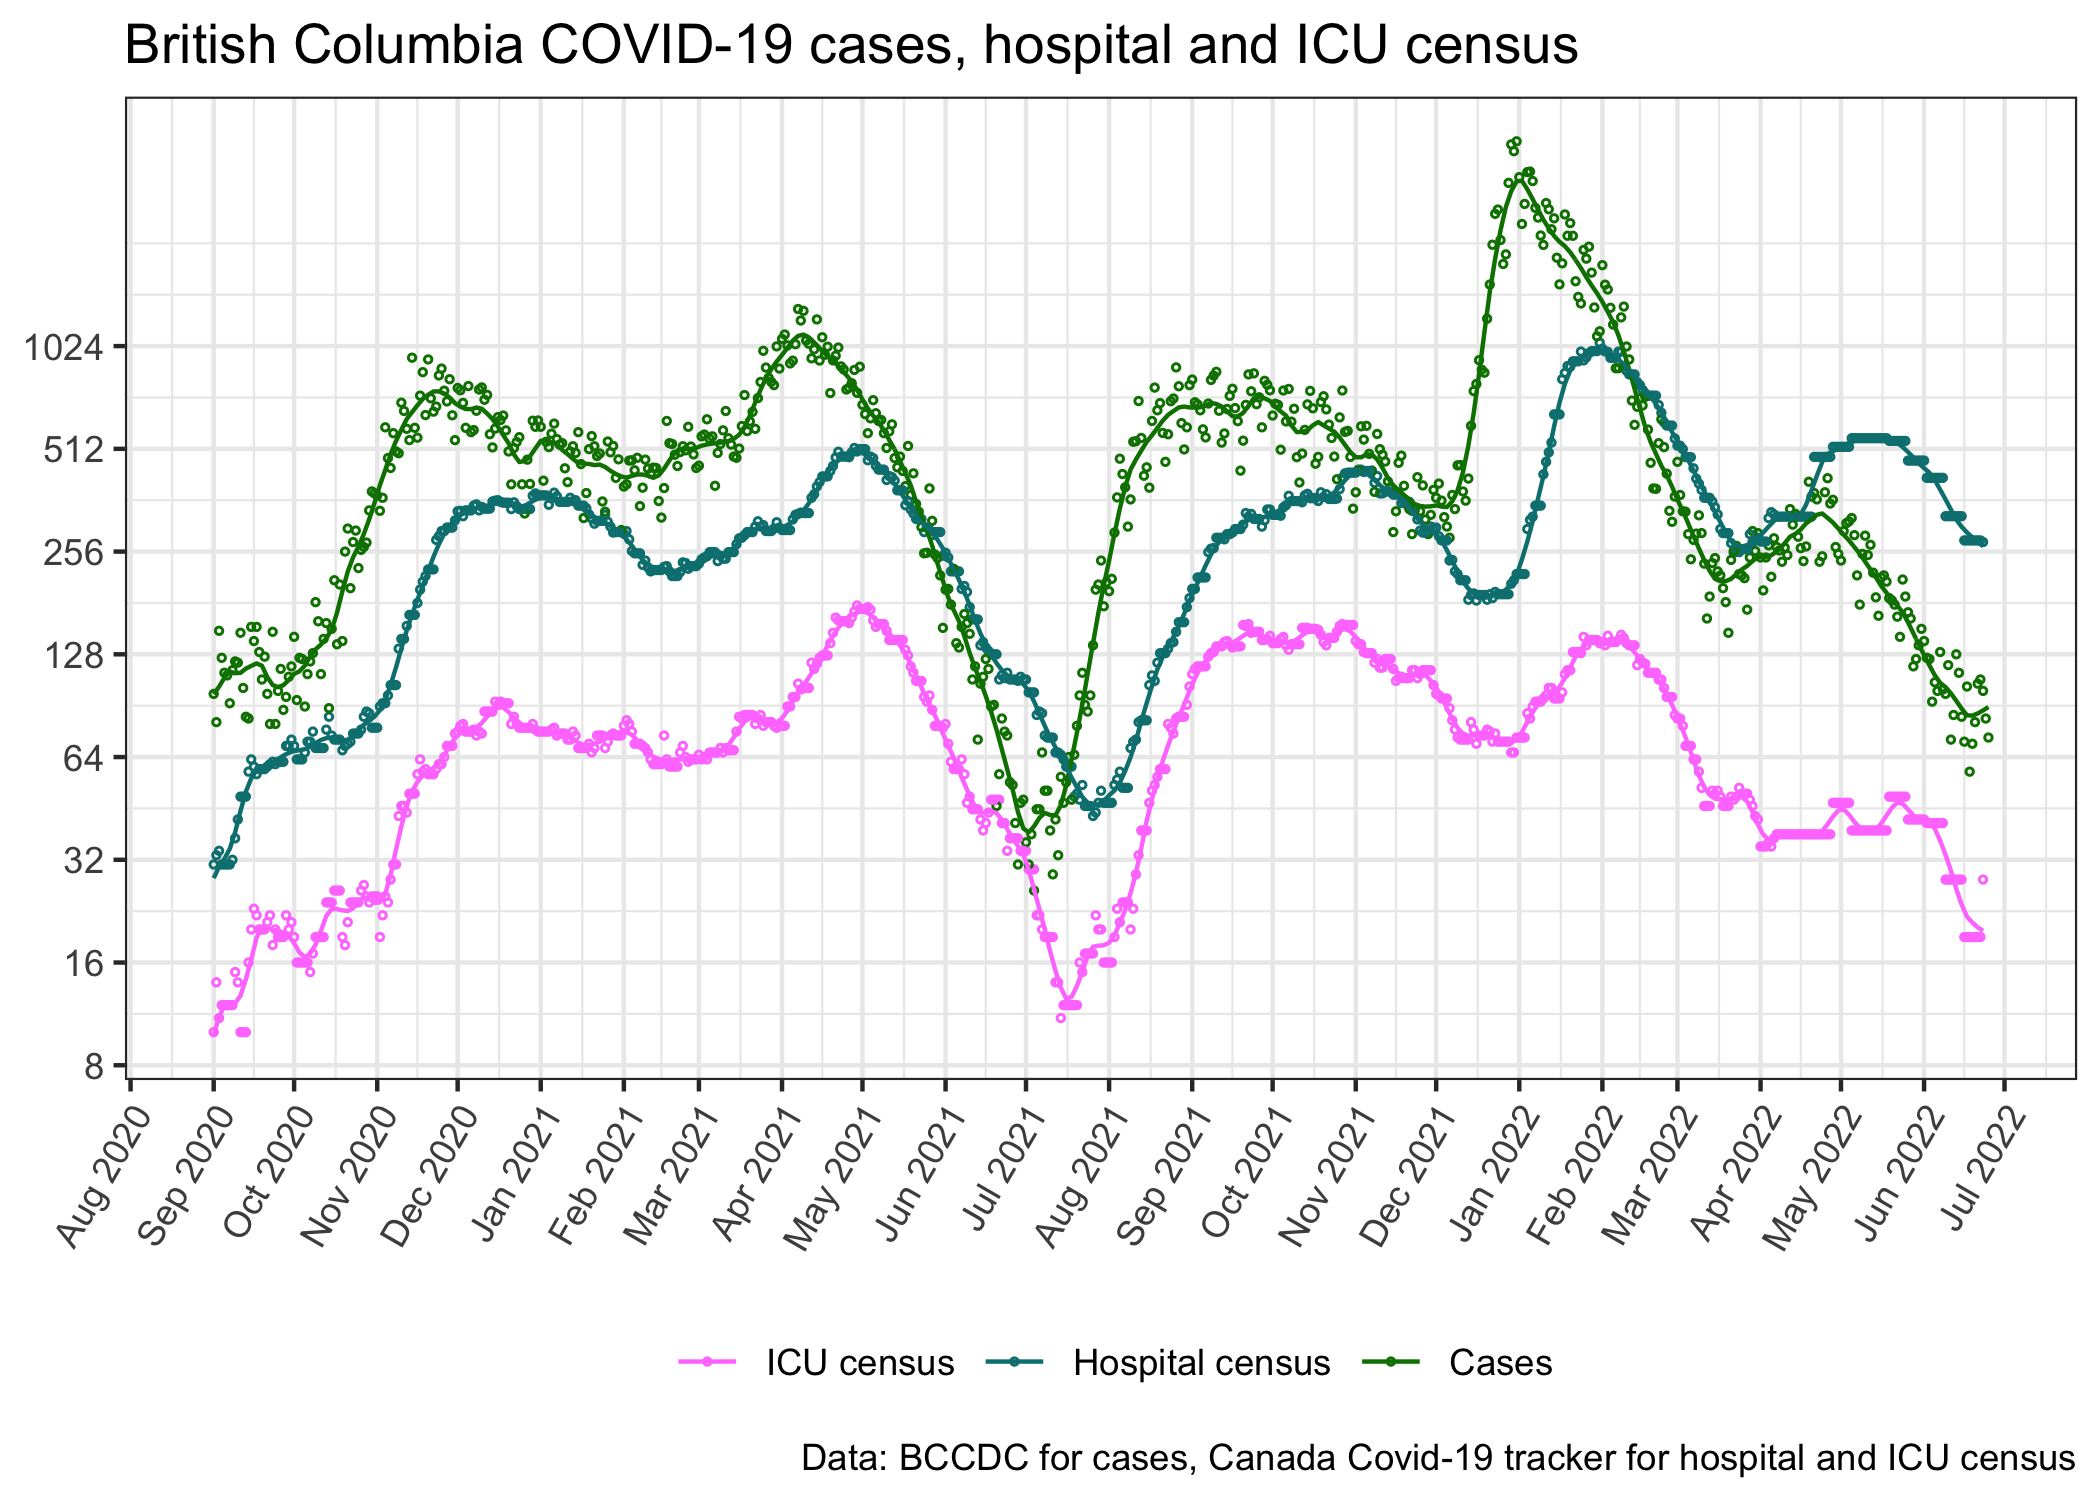 British Columbia COVID-19 cases, hospital and ICU census
1024
512
256
128
64
32
16
8
Aug 2020
Sep 2020
Oct 2020
Nov 2020
Dec 2020
Jan 2021
Feb 2021
Mar 2021
Apr 2021
May 2021
Jun 2021
Jul 2021
Aug 2021
Sep 2021
Oct 2021
Nov 2021
Dec 2021
Jan 2022
Feb 2022
Mar 2022
Apr 2022
May 2022
Jun 2022
Jul 2022
ICU census Hospital census Cases
Data: BCCDC for cases, Canada Covid-19 tracker for hospital and ICU census